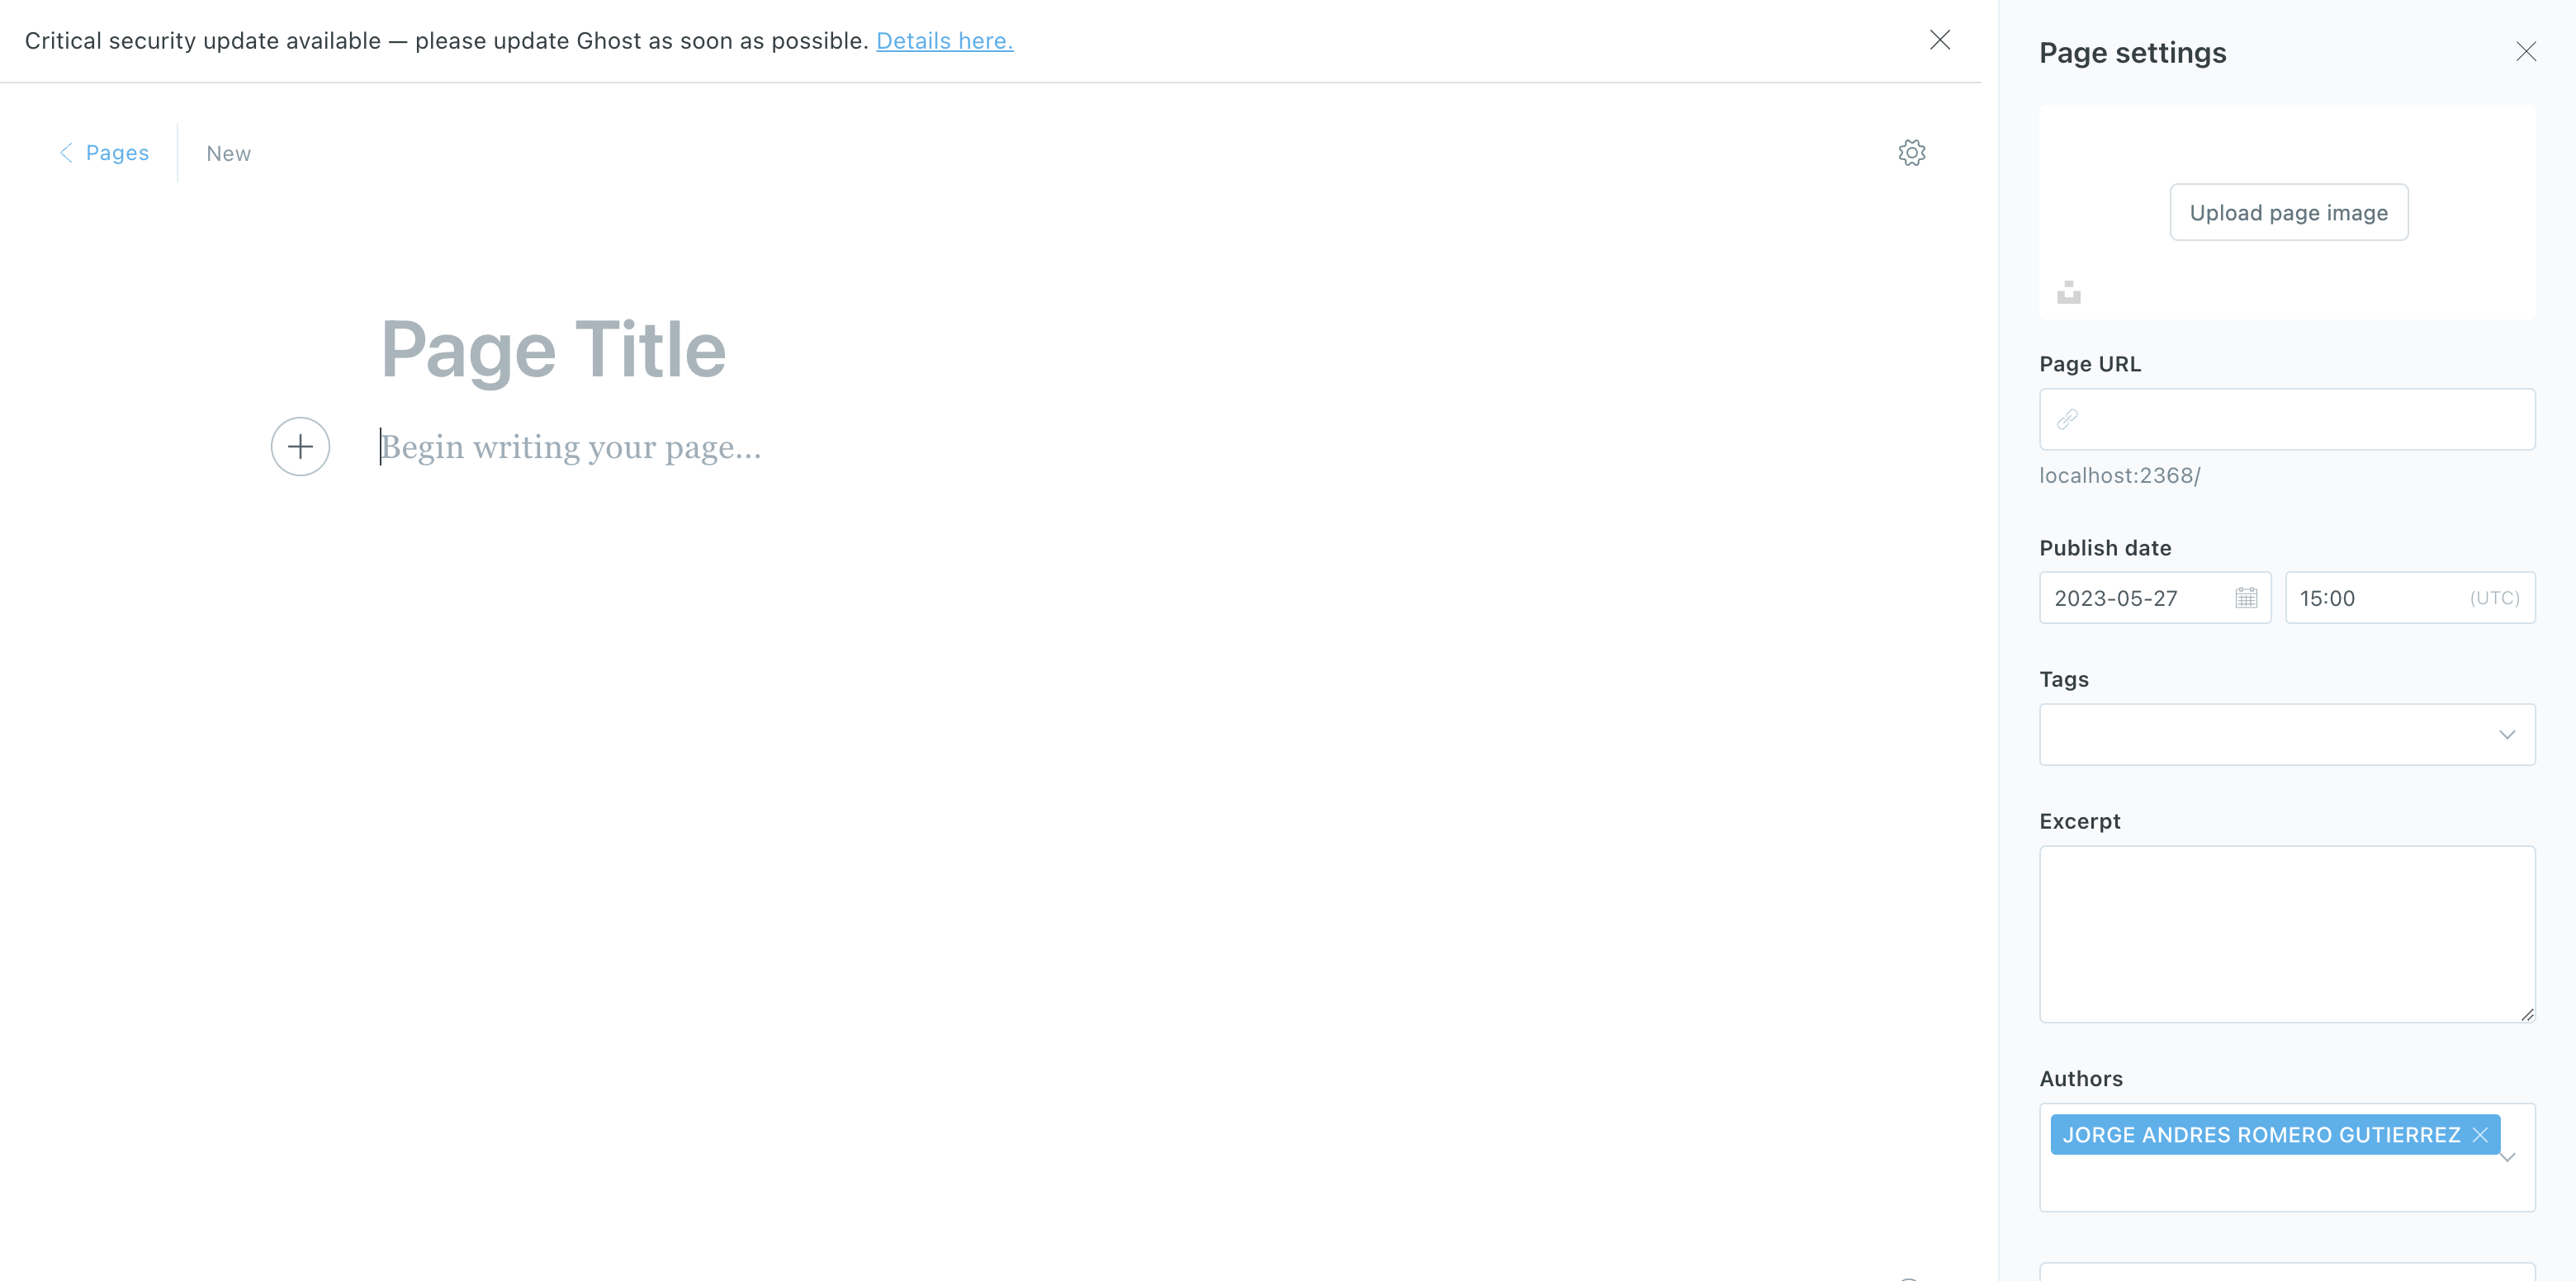 Critical security update available — please update Ghost as soon as possible. Details here.
Pages
New
Page Title
Begin writing your page...
Page settings
Upload page image
Page URL
localhost:2368/
Publish date
2023-05-27
15:00 (UTC)
Tags
Excerpt
Authors
JORGE ANDRES ROMERO GUTIERREZ